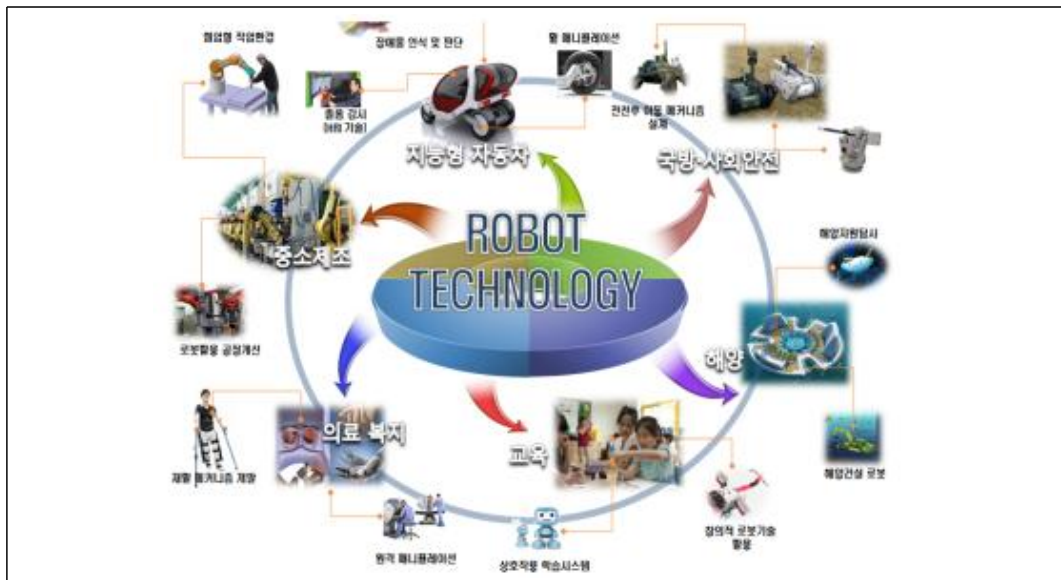 협업형 작업환경
장애물 인식 및 판단
휠 매니퓰레이션
졸음 감시
(HRI 기술)
전천후 이동 메커니즘
설계
지능형 자동차
국방·사회안전
ROBOT
TECHNOLOGY
중소제조
해양자원탐사
로봇활용 공정개선
해양
의료 복지
교육
재활 메커니즘 개발
해양건설 로봇
창의적 로봇기술
활용
원격 매니퓰레이션
상호작용 학습시스템